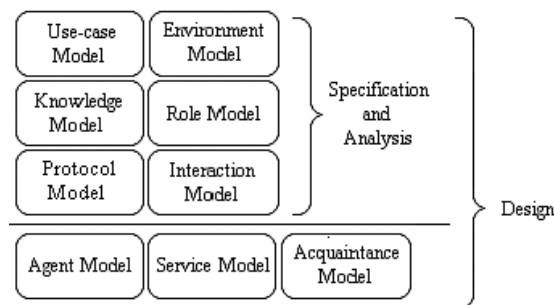 Use-case
Model
Environment
Model
Knowledge
Model
Role Model
Protocol
Model
Interaction
Model
Specification
and
Analysis
Design
Agent Model
Service Model
Acquaintance
Model